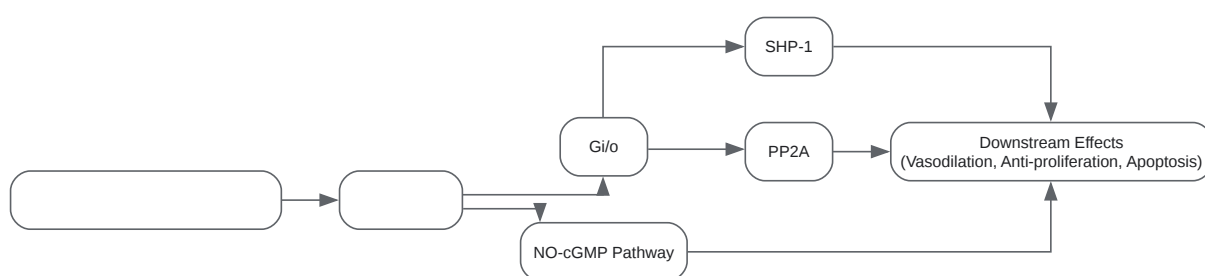 SHP-1
Gi/o
PP2A
Downstream Effects
(Vasodilation, Anti-proliferation, Apoptosis)
NO-cGMP Pathway